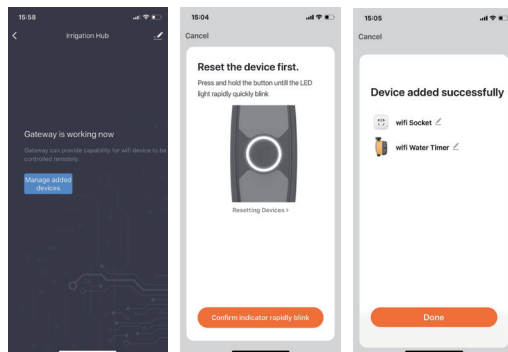 15:58
Irrigation Hub
Gateway is working now
Gateway can provide capability for wifi device to be
controlled remotely.
Manage added
devices
15:04
Cancel
Reset the device first.
Press and hold the button untill the LED
light rapidly quickly blink
Resetting Devices >
Confirm indicator rapidly blink
15:05
Cancel
Device added successfully
wifi Socket
wifi Water Timer
Done